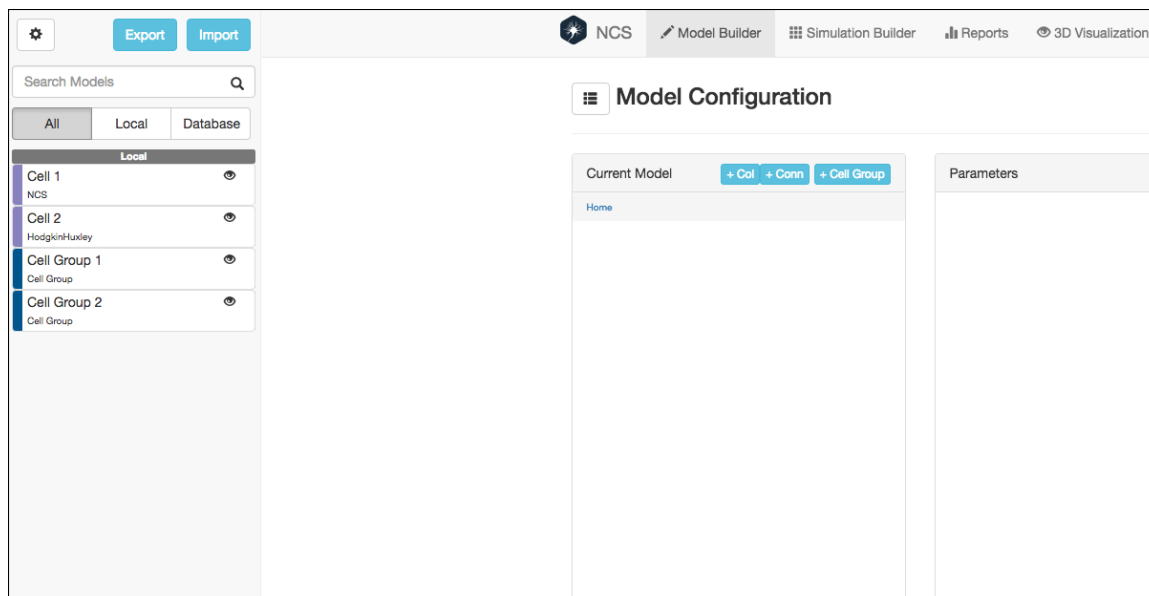 Export Import
Search Models
All Local Database
Local
Cell 1
NCS
Cell 2
HodgkinHuxley
Cell Group 1
Cell Group
Cell Group 2
Cell Group
NCS Model Builder Simulation Builder Reports 3D Visualization
Model Configuration
Current Model + Col + Conn + Cell Group
Home
Parameters